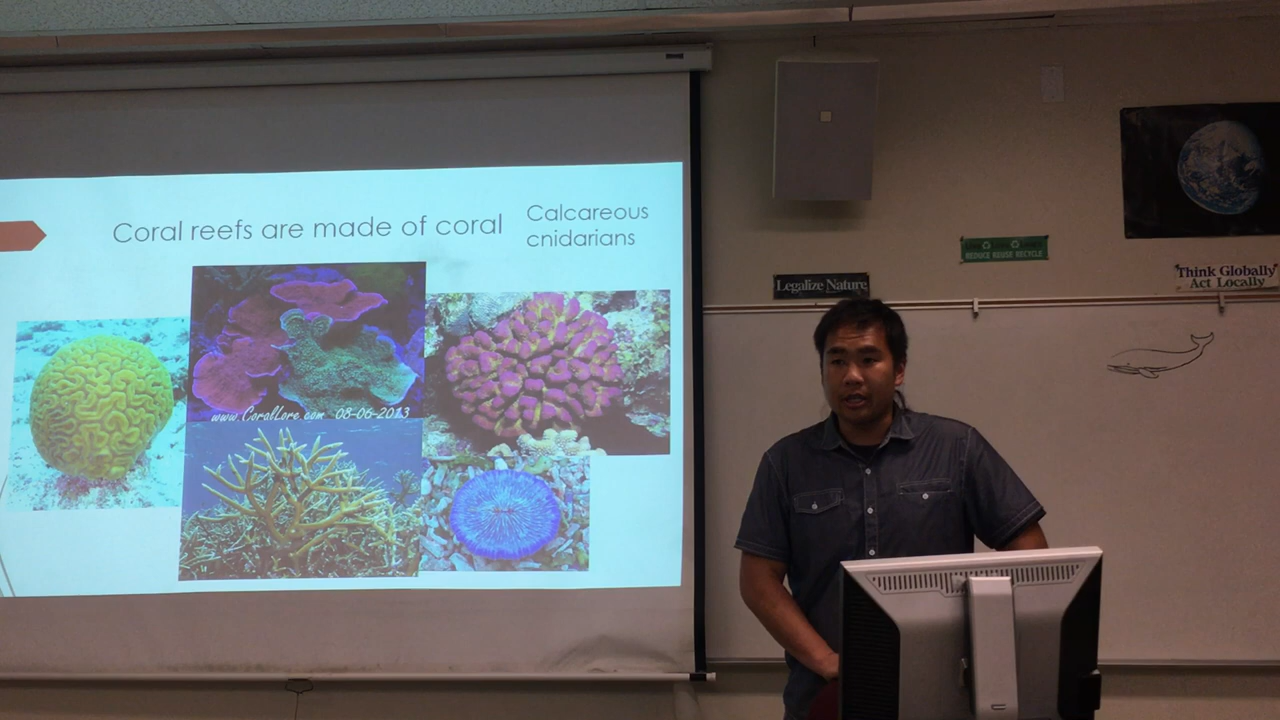 Coral reefs are made of coral
Calcareous
cnidarians
www.CoralLore.com 08-06-2013
Legalize Nature
REDUCE REUSE RECYCLE
Think Globally
Act Locally